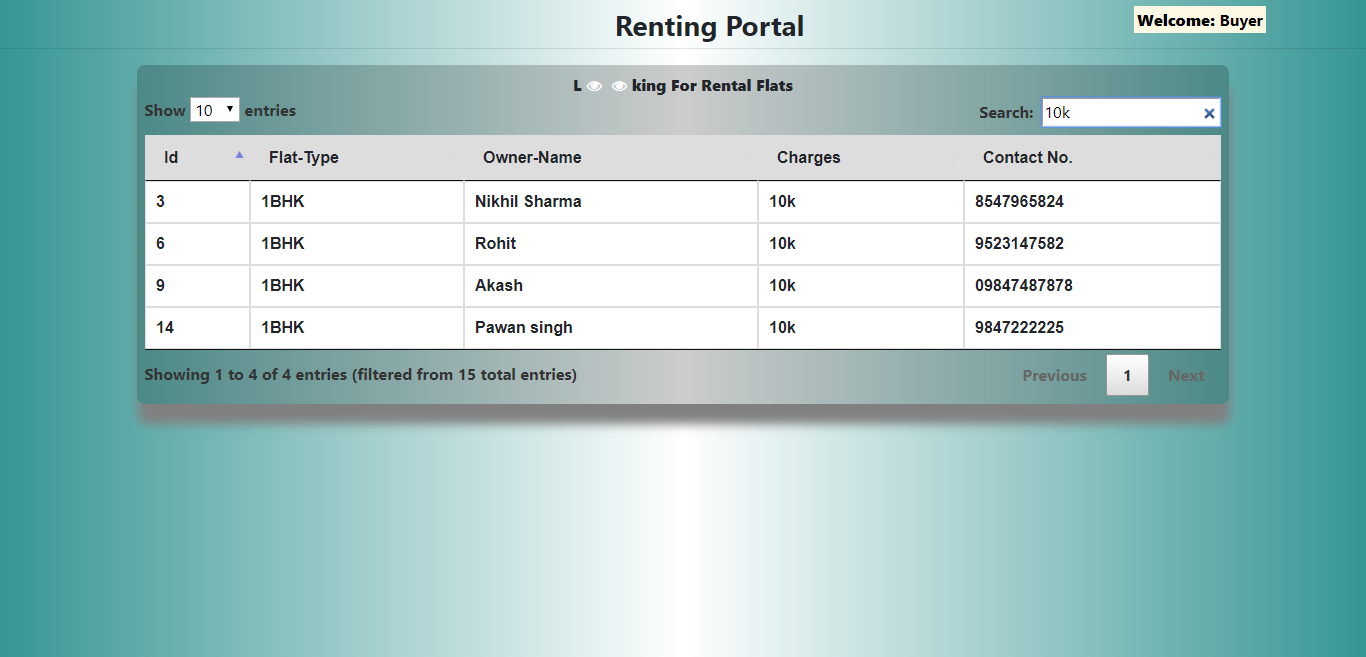 Renting Portal
Welcome: Buyer
L king For Rental Flats
Show 10 entries
Search: 10k
Id Flat-Type Owner-Name Charges Contact No.
3 1BHK Nikhil Sharma 10k 8547965824
6 1BHK Rohit 10k 9523147582
9 1BHK Akash 10k 09847487878
14 1BHK Pawan singh 10k 9847222225
Showing 1 to 4 of 4 entries (filtered from 15 total entries)
Previous 1 Next